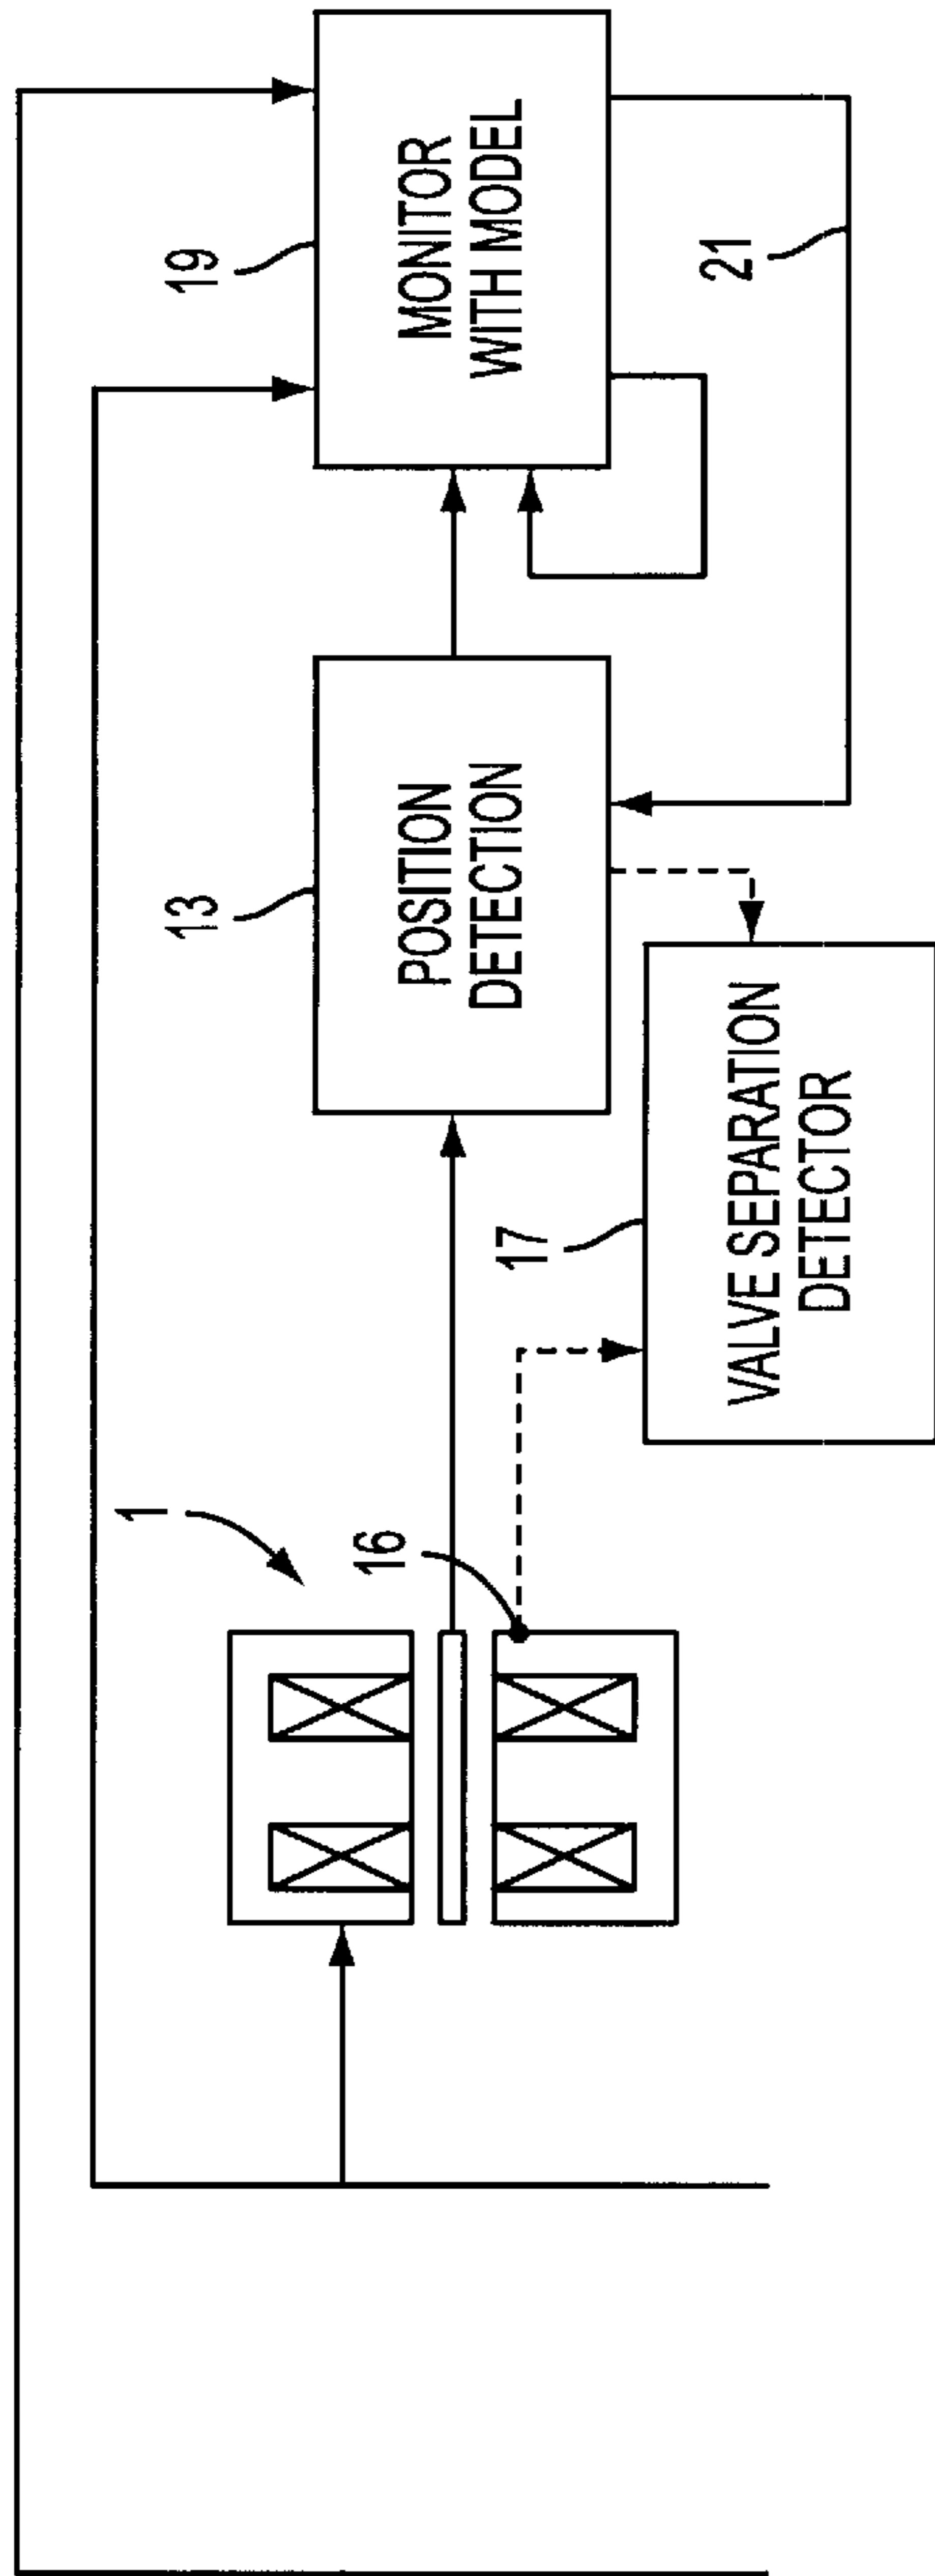 19
MONITOR
WITH MODEL
21
13
POSITION
DETECTION
17
VALVE SEPARATION
DETECTOR
1
16